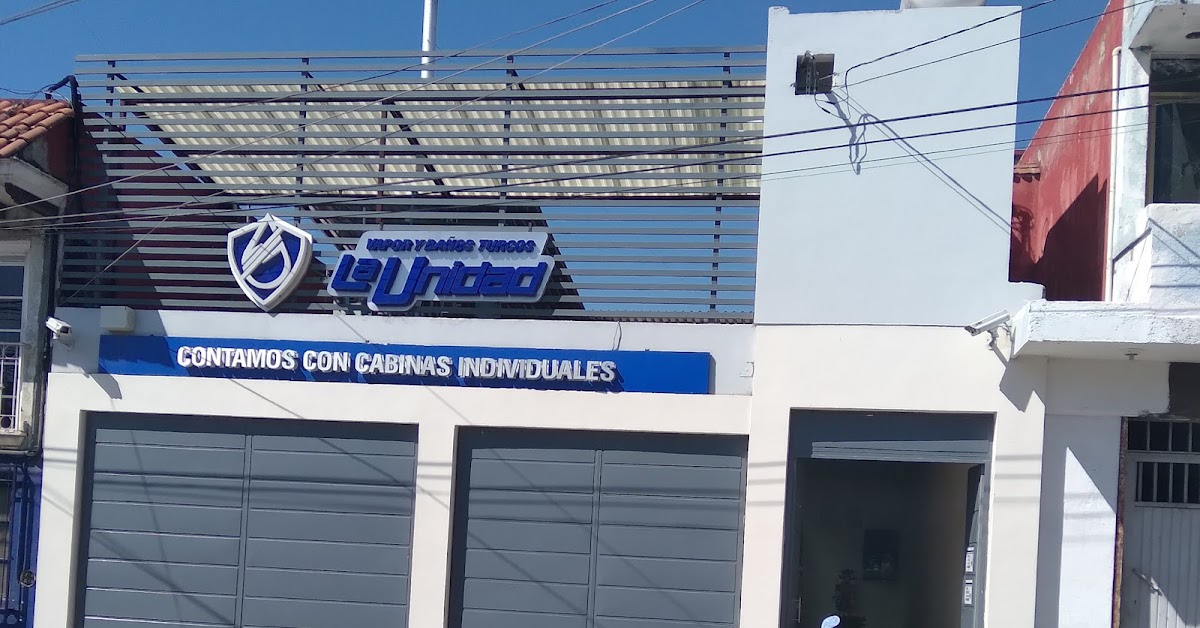 VAPOR Y BAÑOS TURCOS
La Unidad
CONTAMOS CON CABINAS INDIVIDUALES